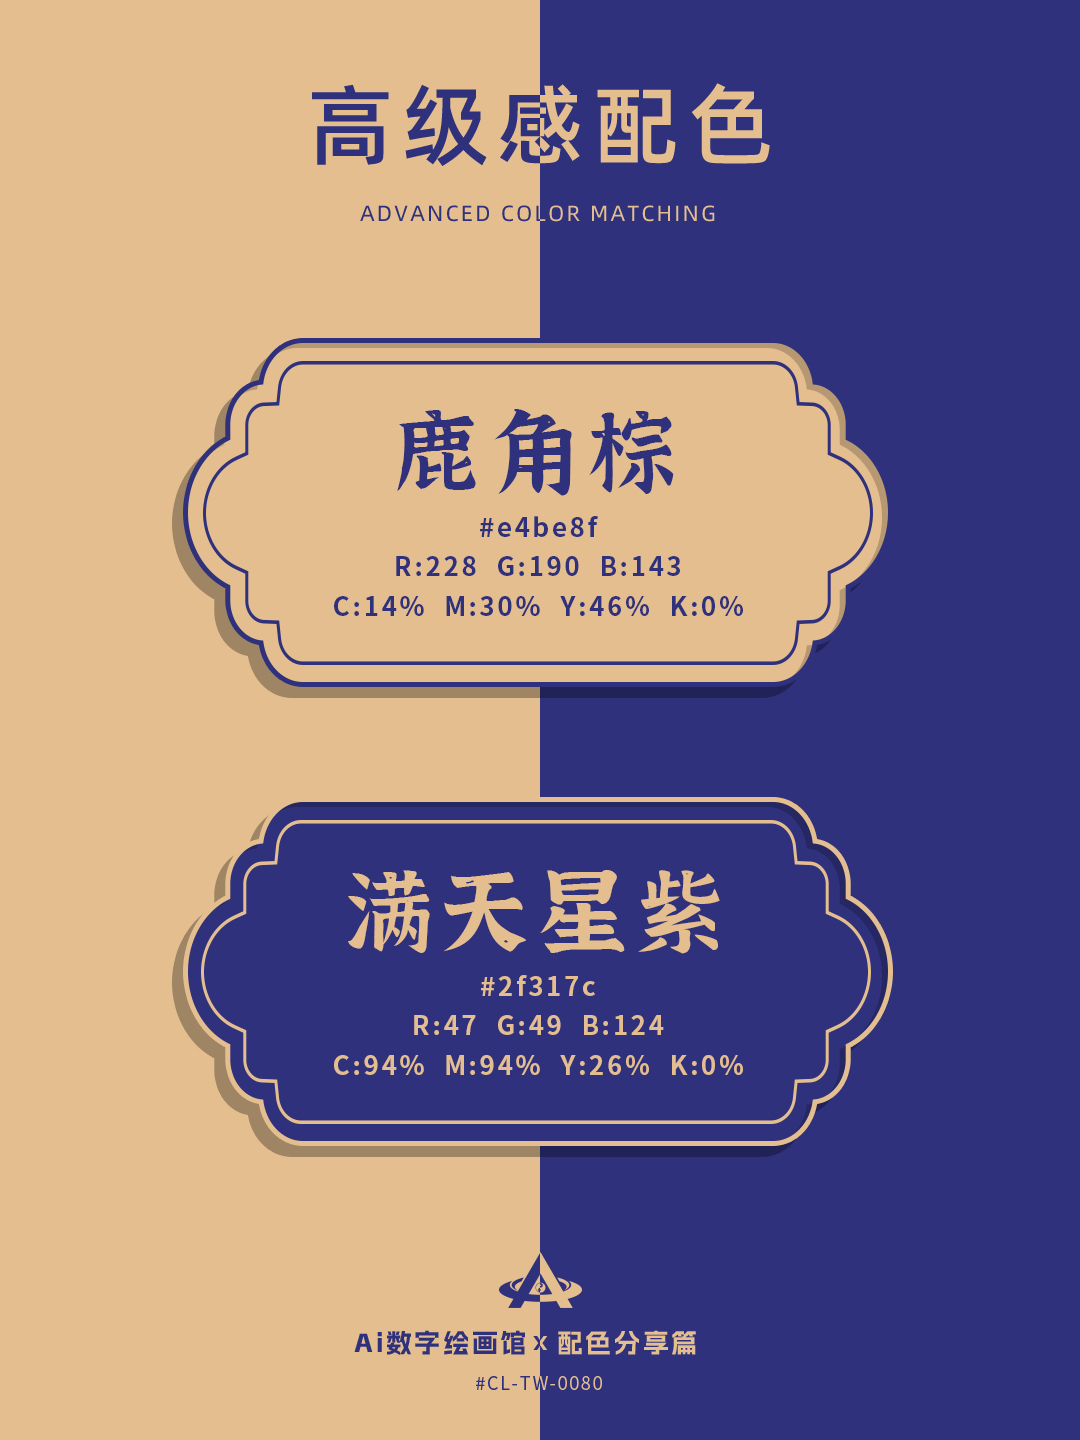 高级感配色
ADVANCED COLOR MATCHING
鹿角棕
#e4be8f
R:228 G:190 B:143
C:14% M:30% Y:46% K:0%
满天星紫
#2f317c
R:47 G:49 B:124
C:94% M:94% Y:26% K:0%
Ai数字绘画馆 x 配色分享篇
#CL-TW-0080